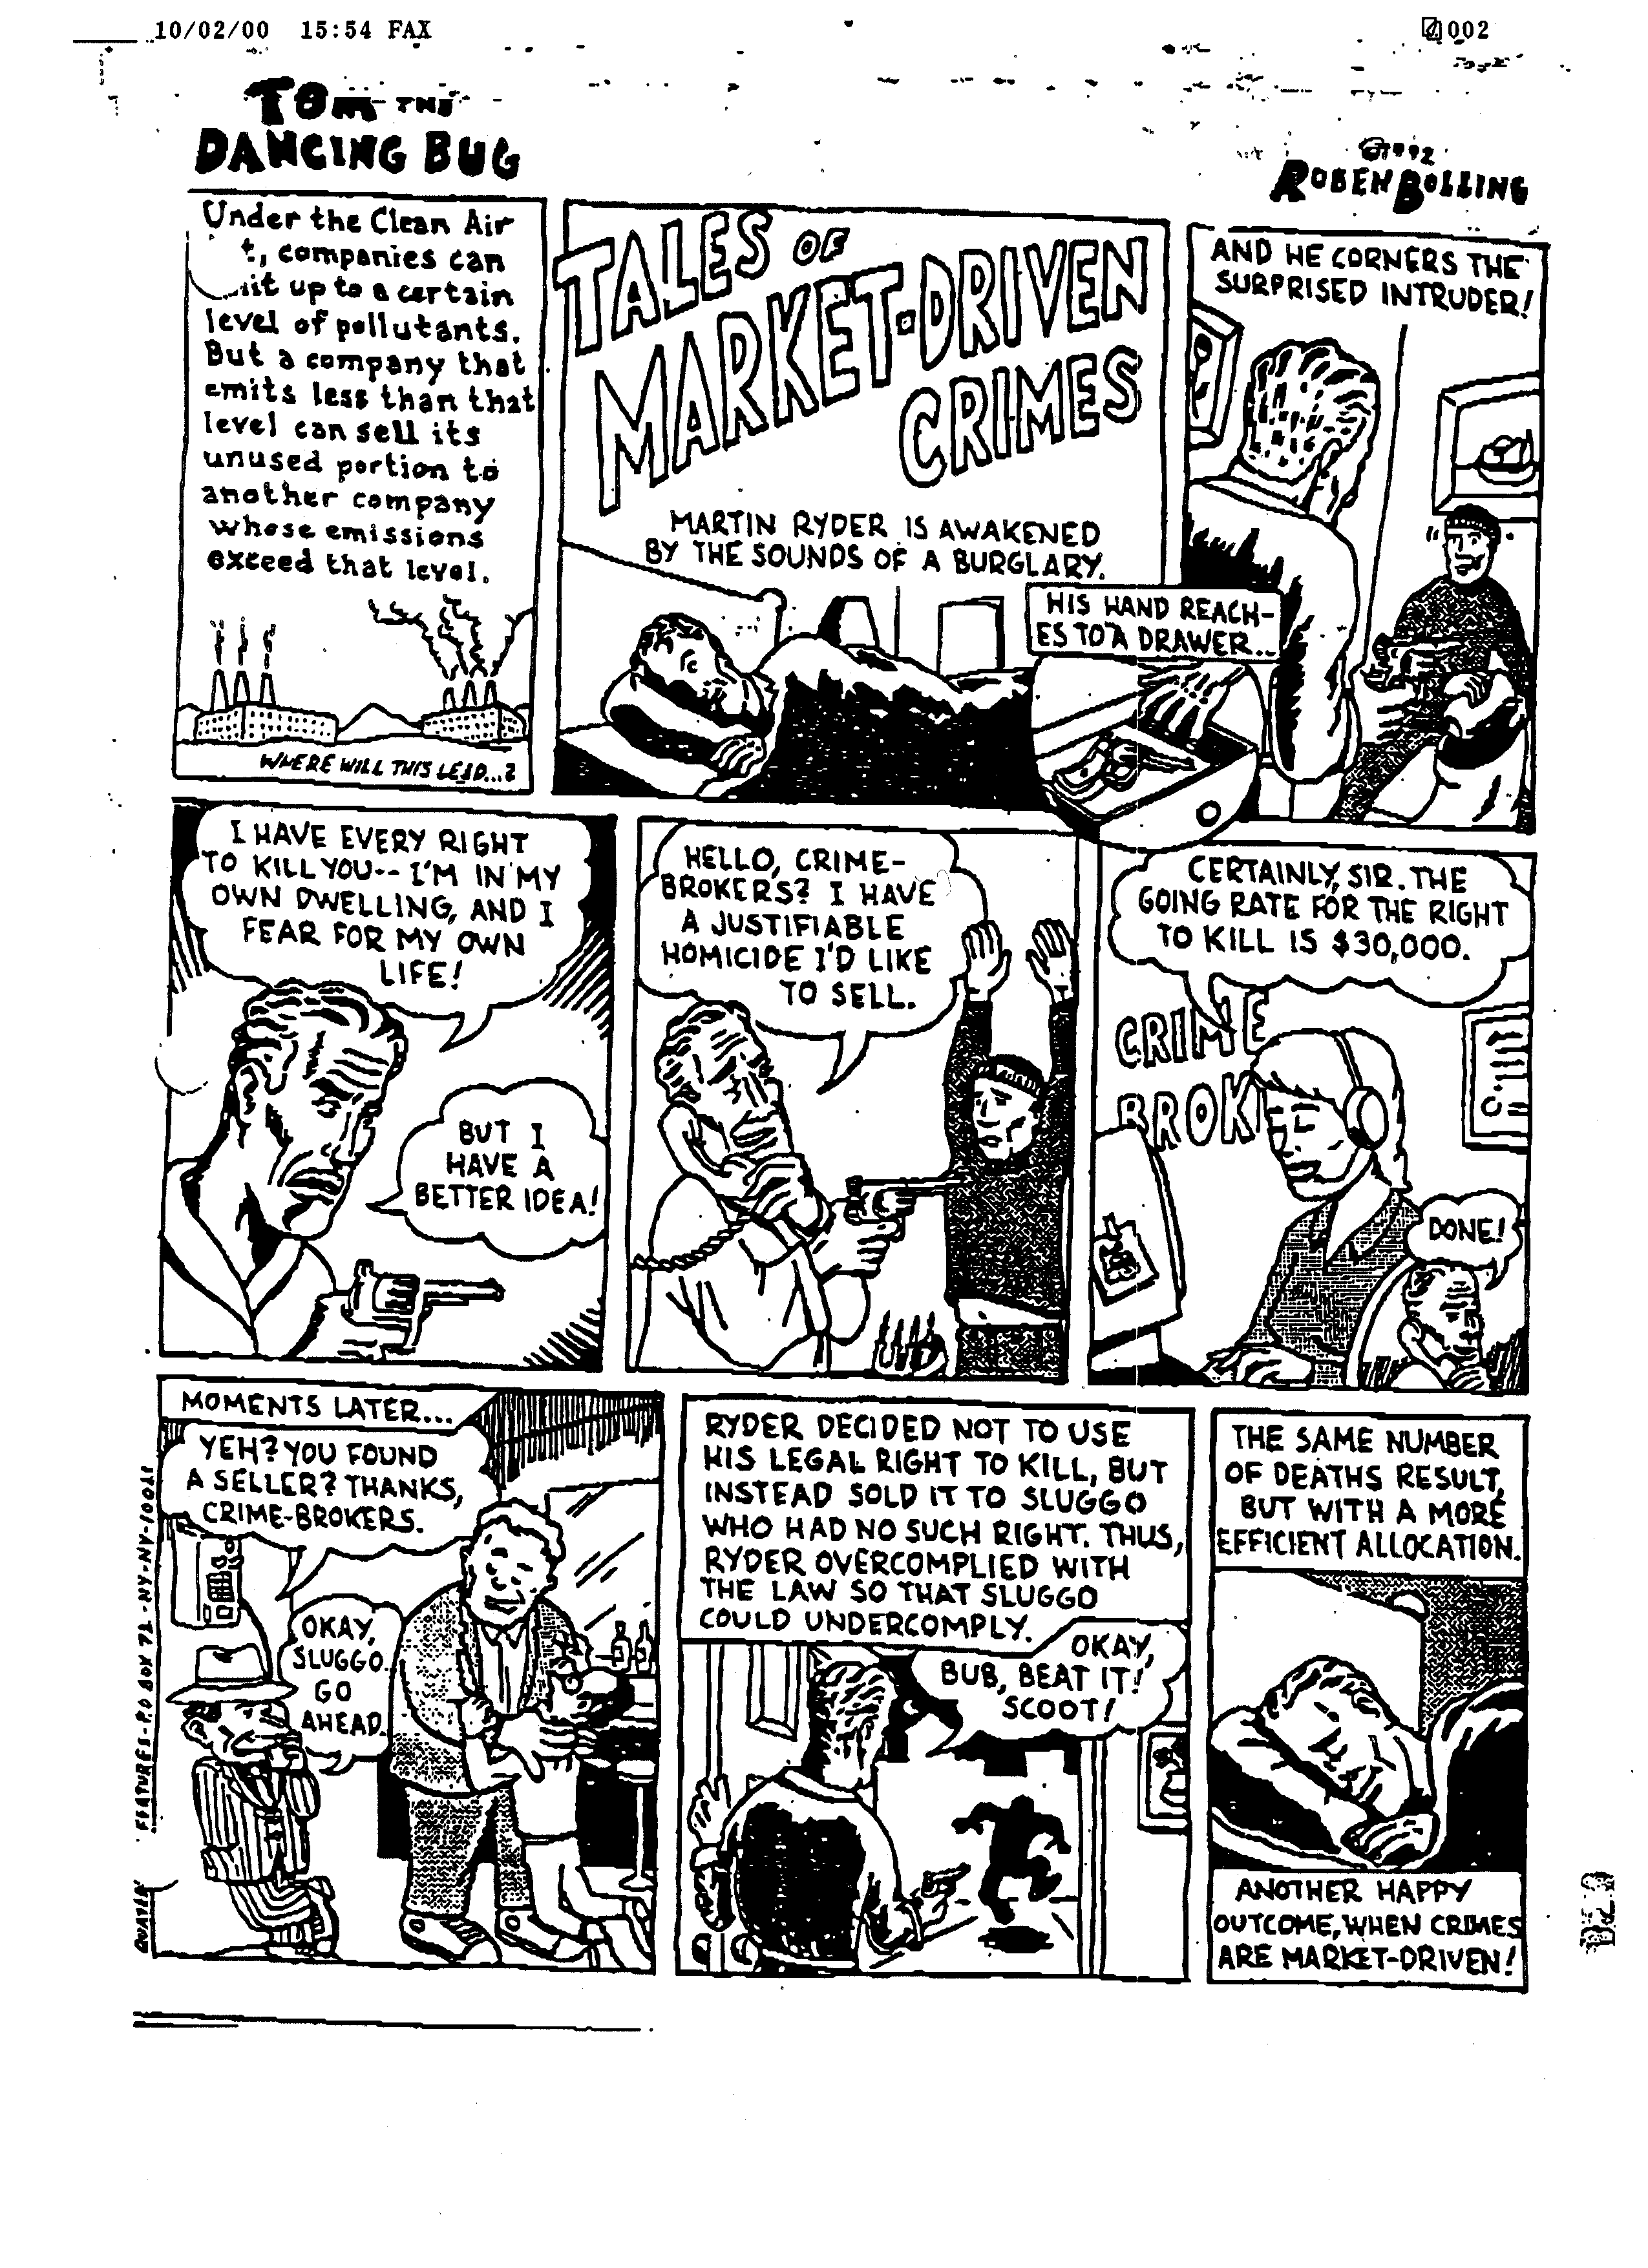 10/02/00 15:54 FAX
002
TOM THE
DANCING BUG
©1992
RUBEN BOLLING
Under the Clean Air
t, companies can
it up to a certain
level of pollutants.
But a company that
emits less than that
level can sell its
unused portion to
another company
whose emissions
exceed that level.
WHERE WILL THIS LEAD...?
TALES OF
MARKET-DRIVEN
CRIMES
MARTIN RYDER IS AWAKENED
BY THE SOUNDS OF A BURGLARY.
HIS HAND REACH-
ES TO A DRAWER...
AND HE CORNERS THE
SURPRISED INTRUDER!
I HAVE EVERY RIGHT
TO KILL YOU-- I'M IN MY
OWN DWELLING, AND I
FEAR FOR MY OWN
LIFE!
BUT I
HAVE A
BETTER IDEA!
HELLO, CRIME-
BROKERS? I HAVE
A JUSTIFIABLE
HOMICIDE I'D LIKE
TO SELL.
CERTAINLY, SIR. THE
GOING RATE FOR THE RIGHT
TO KILL IS $30,000.
CRIME
BROK
DONE!
MOMENTS LATER...
YEH? YOU FOUND
A SELLER? THANKS,
CRIME-BROKERS.
OKAY,
SLUGGO.
GO
AHEAD.
RYDER DECIDED NOT TO USE
HIS LEGAL RIGHT TO KILL, BUT
INSTEAD SOLD IT TO SLUGGO
WHO HAD NO SUCH RIGHT. THUS,
RYDER OVERCOMPLIED WITH
THE LAW SO THAT SLUGGO
COULD UNDERCOMPLY.
OKAY,
BUB, BEAT IT!
SCOOT!
THE SAME NUMBER
OF DEATHS RESULT,
BUT WITH A MORE
EFFICIENT ALLOCATION.
ANOTHER HAPPY
OUTCOME, WHEN CRIMES
ARE MARKET-DRIVEN!
FEATURES-P.O BOX 72-NY-NY-10011